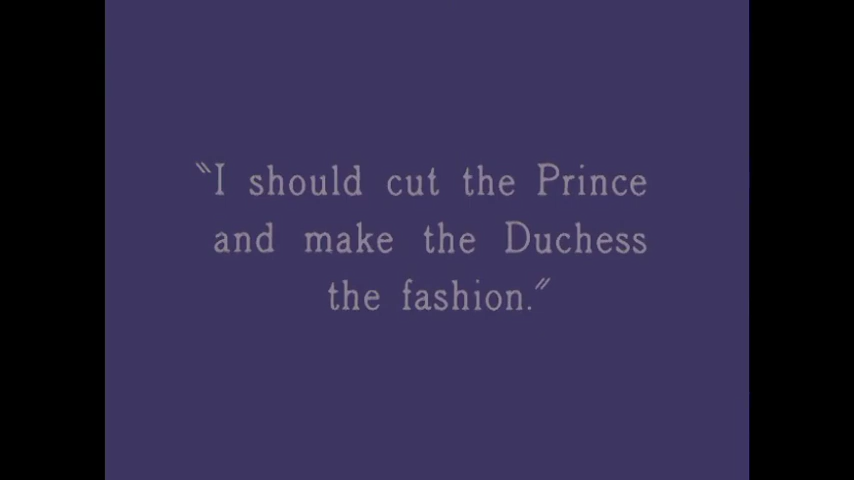 "I should cut the Prince
and make the Duchess
the fashion."